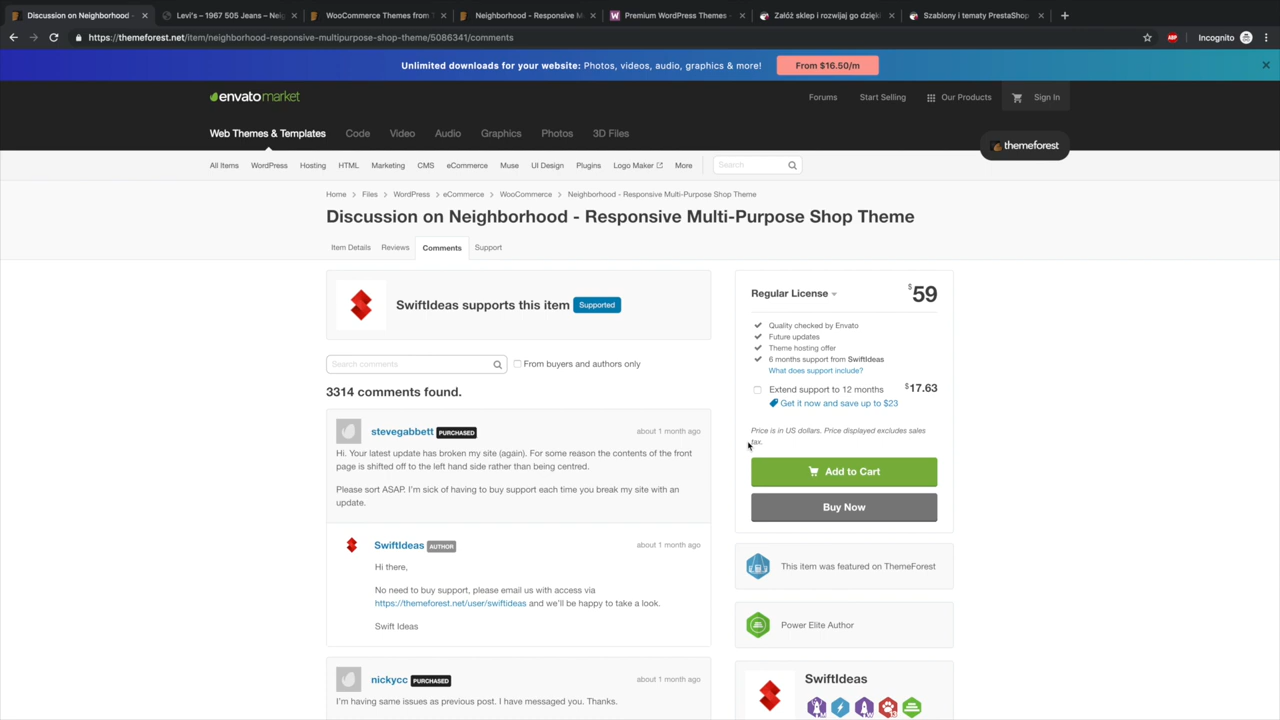 Discussion on Neighborhood -
Levi's – 1967 505 Jeans – Ne
WooCommerce Themes from T
Neighborhood - Responsive M
Premium WordPress Themes -
Załóż sklep i rozwijaj go dzięki
Szablony i tematy PrestaShop
https://themeforest.net/item/neighborhood-responsive-multipurpose-shop-theme/5086341/comments
ABP
Incognito
Unlimited downloads for your website: Photos, videos, audio, graphics & more!
From $16.50/m
envatomarket
Forums
Start Selling
Our Products
Sign In
Web Themes & Templates
Code
Video
Audio
Graphics
Photos
3D Files
themeforest
All Items
WordPress
Hosting
HTML
Marketing
CMS
eCommerce
Muse
UI Design
Plugins
Logo Maker
More
Search
Home > Files > WordPress > eCommerce > WooCommerce > Neighborhood - Responsive Multi-Purpose Shop Theme
Discussion on Neighborhood - Responsive Multi-Purpose Shop Theme
Item Details
Reviews
Comments
Support
SwiftIdeas supports this item
Supported
Search comments
From buyers and authors only
3314 comments found.
stevegabbett
PURCHASED
about 1 month ago
Hi. Your latest update has broken my site (again). For some reason the contents of the front
page is shifted off to the left hand side rather than being centred.
Please sort ASAP. I'm sick of having to buy support each time you break my site with an
update.
SwiftIdeas
AUTHOR
about 1 month ago
Hi there,
No need to buy support, please email us with access via
https://themeforest.net/user/swiftideas and we'll be happy to take a look.
Swift Ideas
nickycc
PURCHASED
about 1 month ago
I'm having same issues as previous post. I have messaged you. Thanks.
Regular License
$59
Quality checked by Envato
Future updates
Theme hosting offer
6 months support from SwiftIdeas
What does support include?
Extend support to 12 months
$17.63
Get it now and save up to $23
Price is in US dollars. Price displayed excludes sales
tax.
Add to Cart
Buy Now
This item was featured on ThemeForest
Power Elite Author
SwiftIdeas